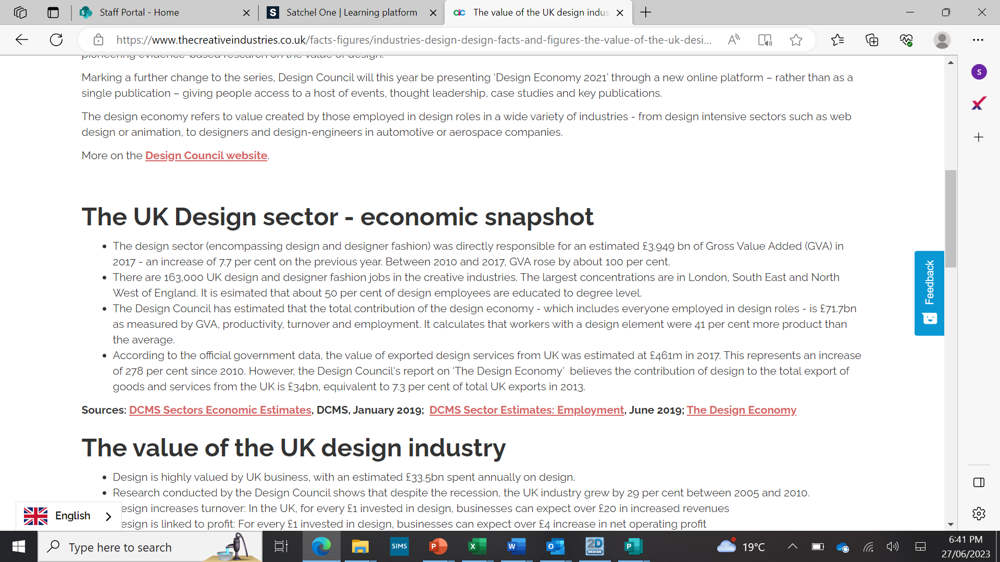 Staff Portal - Home
S Satchel One | Learning platform
The value of the UK design indus
https://www.thecreativeindustries.co.uk/facts-figures/industries-design-design-facts-and-figures-the-value-of-the-uk-desi...
pioneering evidence-based research on the value of design.
Marking a further change to the series, Design Council will this year be presenting ‘Design Economy 2021’ through a new online platform – rather than as a
single publication – giving people access to a host of events, thought leadership, case studies and key publications.
The design economy refers to value created by those employed in design roles in a wide variety of industries - from design intensive sectors such as web
design or animation, to designers and design-engineers in automotive or aerospace companies.
More on the Design Council website.
The UK Design sector - economic snapshot
• The design sector (encompassing design and designer fashion) was directly responsible for an estimated £3.949 bn of Gross Value Added (GVA) in
2017 - an increase of 7.7 per cent on the previous year. Between 2010 and 2017, GVA rose by about 100 per cent.
• There are 163,000 UK design and designer fashion jobs in the creative industries. The largest concentrations are in London, South East and North
West of England. It is esimated that about 50 per cent of design employees are educated to degree level.
• The Design Council has estimated that the total contribution of the design economy - which includes everyone employed in design roles - is £71.7bn
as measured by GVA, productivity, turnover and employment. It calculates that workers with a design element were 41 per cent more product than
the average.
• According to the official government data, the value of exported design services from UK was estimated at £461m in 2017. This represents an increase
of 278 per cent since 2010. However, the Design Council's report on 'The Design Economy'  believes the contribution of design to the total export of
goods and services from the UK is £34bn, equivalent to 7.3 per cent of total UK exports in 2013.
Sources: DCMS Sectors Economic Estimates, DCMS, January 2019;  DCMS Sector Estimates: Employment, June 2019; The Design Economy
The value of the UK design industry
• Design is highly valued by UK business, with an estimated £33.5bn spent annually on design.
• Research conducted by the Design Council shows that despite the recession, the UK industry grew by 29 per cent between 2005 and 2010.
esign increases turnover: In the UK, for every £1 invested in design, businesses can expect over £20 in increased revenues
esign is linked to profit: For every £1 invested in design, businesses can expect over £4 increase in net operating profit
English
Feedback
S
Type here to search
SIMS
P
X
W
O
2D
DESIGN
P
19°C
6:41 PM
27/06/2023